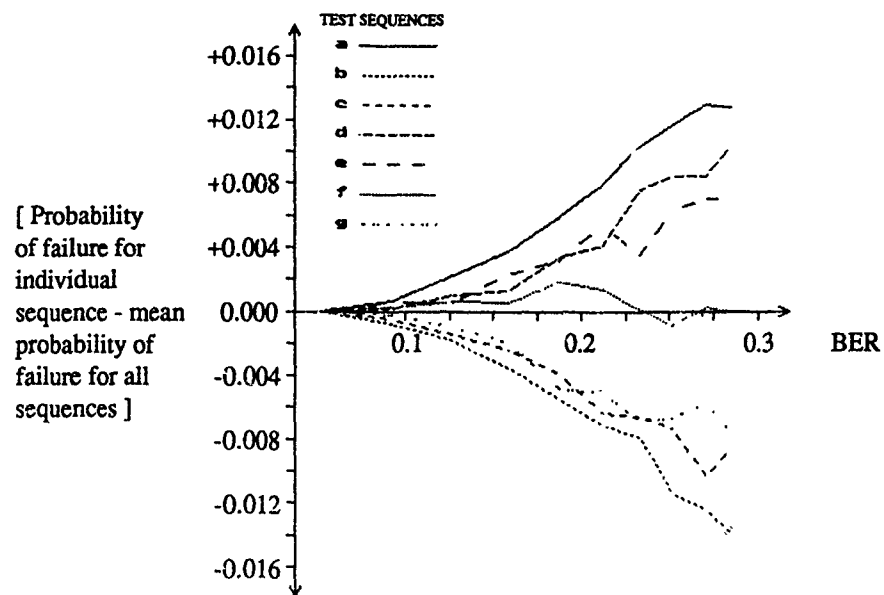 TEST SEQUENCES
a
b
c
d
e
f
g
+0.016
+0.012
+0.008
+0.004
0.000
-0.004
-0.008
-0.012
-0.016
[ Probability
of failure for
individual
sequence - mean
probability of
failure for all
sequences ]
0.1
0.2
0.3
BER